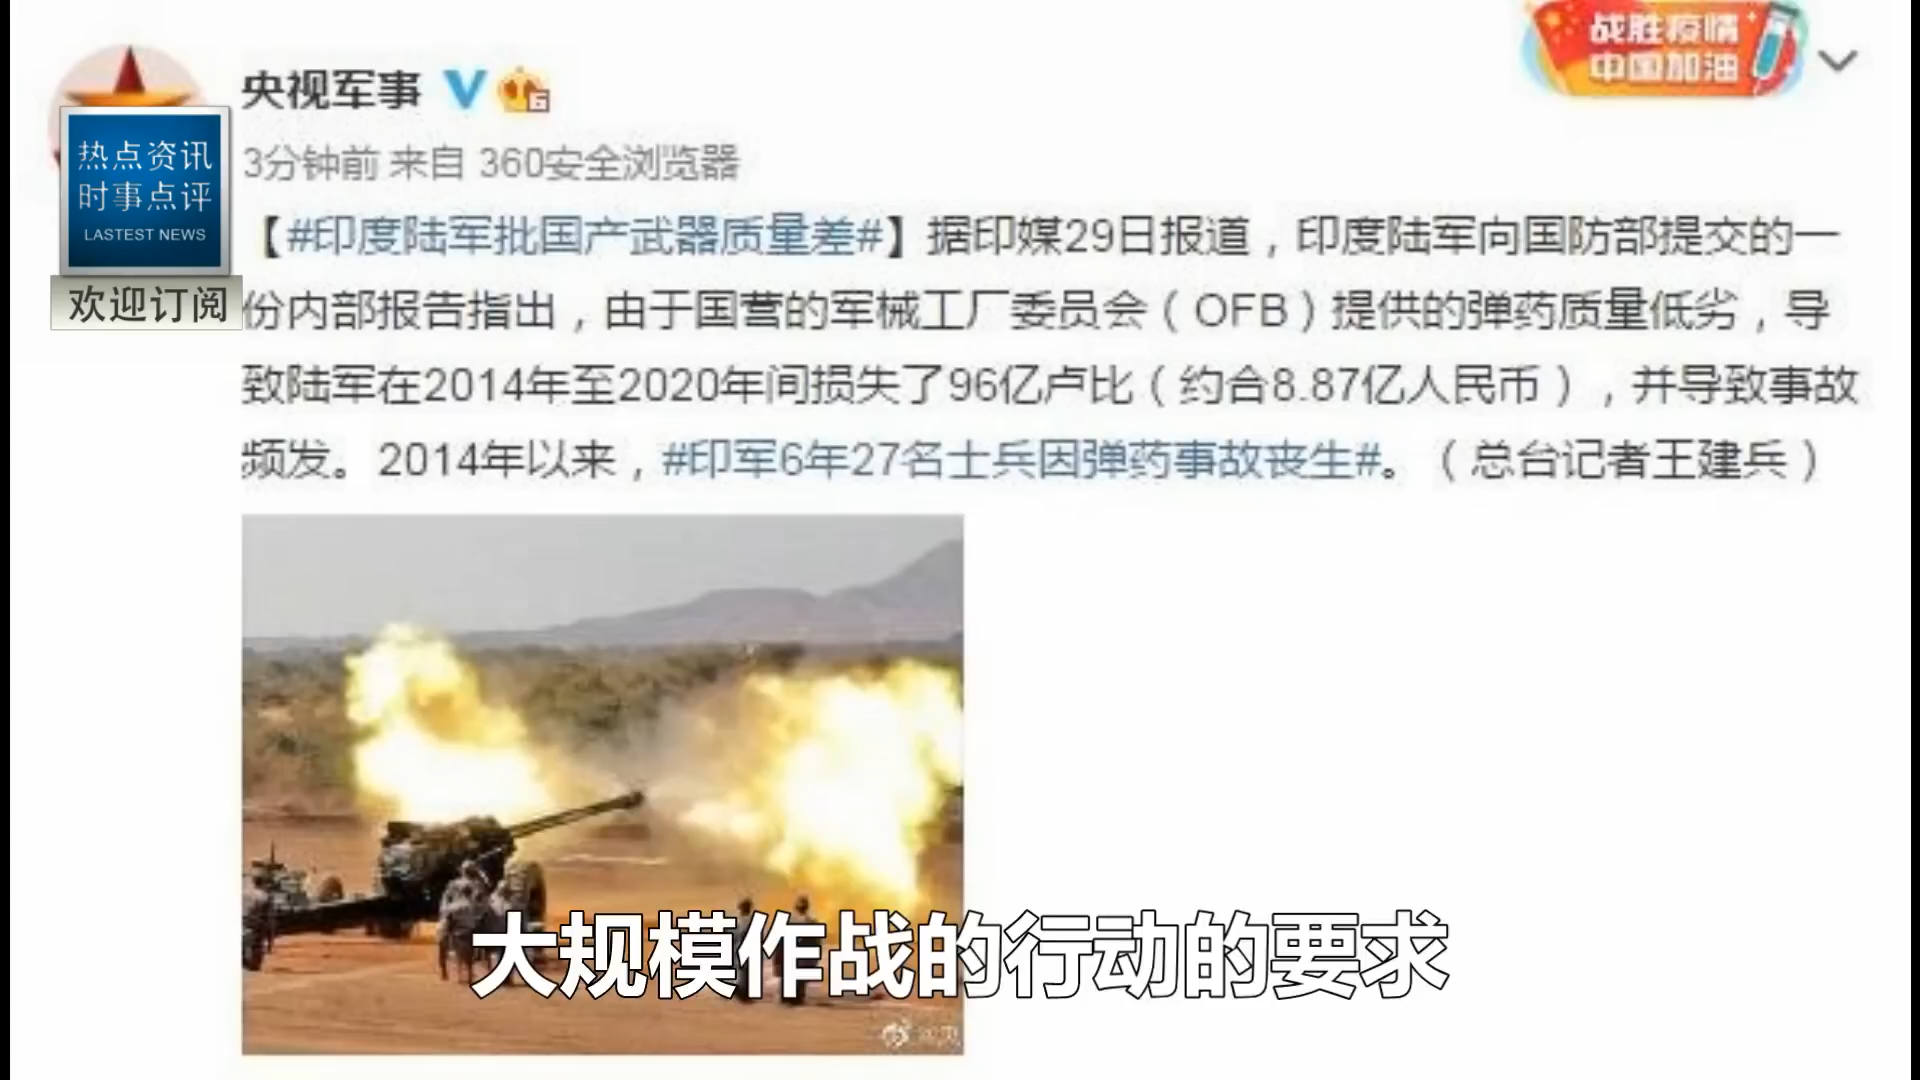 战胜疫情
中国加油
央视军事
6
热点资讯
时事点评
LASTEST NEWS
欢迎订阅
3分钟前 来自 360安全浏览器
【#印度陆军批国产武器质量差#】据印媒29日报道，印度陆军向国防部提交的一
份内部报告指出，由于国营的军械工厂委员会（OFB）提供的弹药质量低劣，导
致陆军在2014年至2020年间损失了96亿卢比（约合8.87亿人民币），并导致事故
频发。2014年以来，#印军6年27名士兵因弹药事故丧生#。（总台记者王建兵）
大规模作战的行动的要求